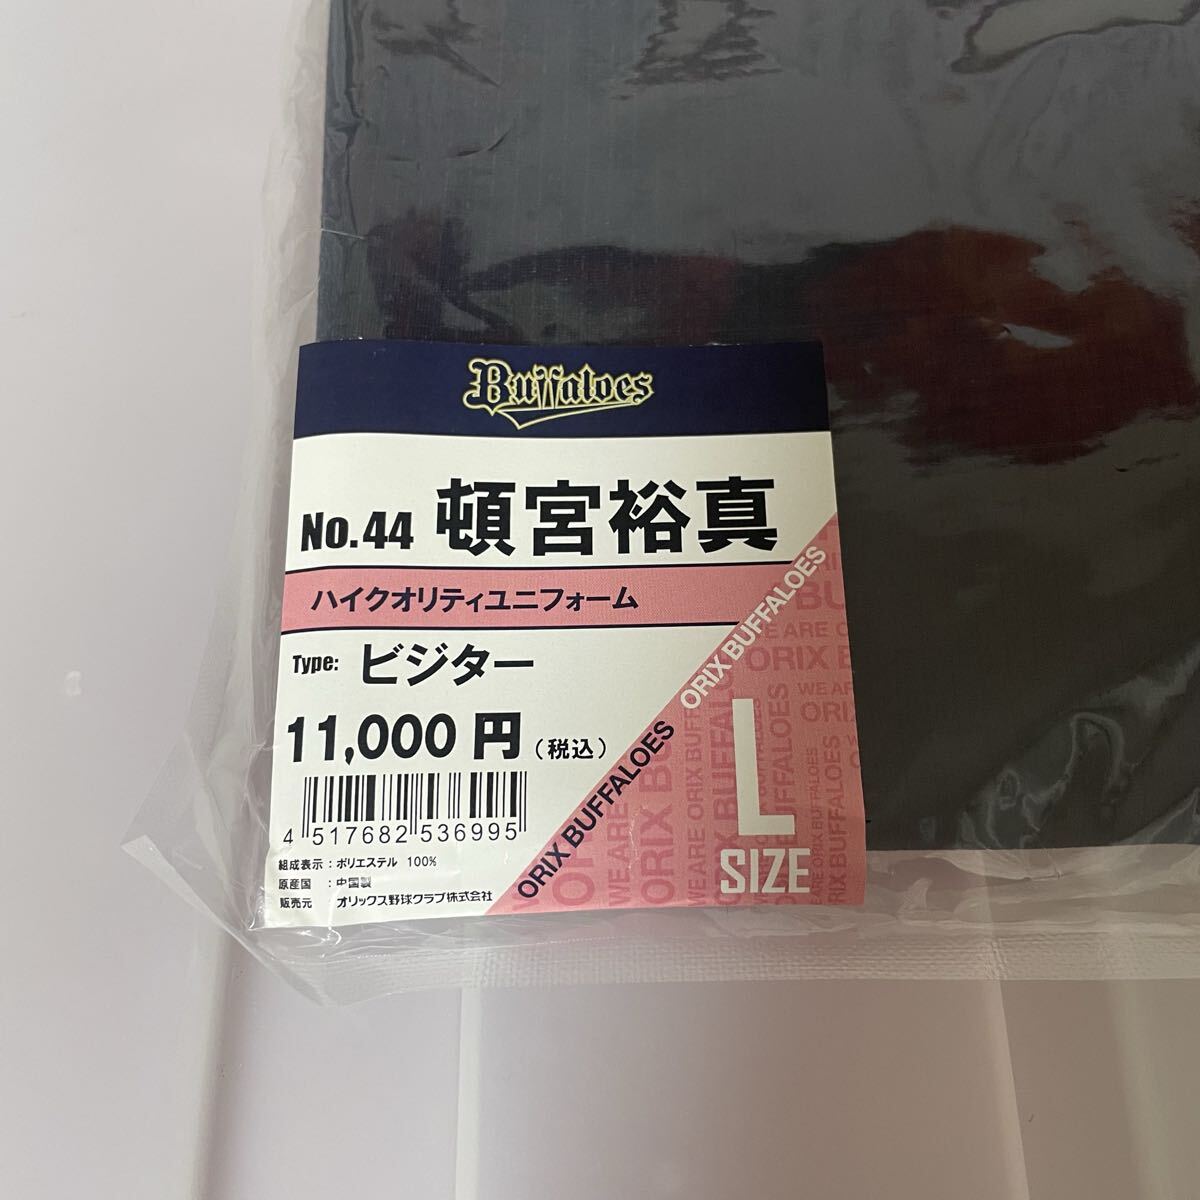 Buffaloes
No.44 頓宮裕真
ハイクオリティユニフォーム
Type: ビジター
11,000円(税込)
4 517682 536995
組成表示 : ポリエステル 100%
原産国 : 中国製
販売元 : オリックス野球クラブ株式会社
ORIX BUFFALOES ORIX BUFFALOES
L
SIZE